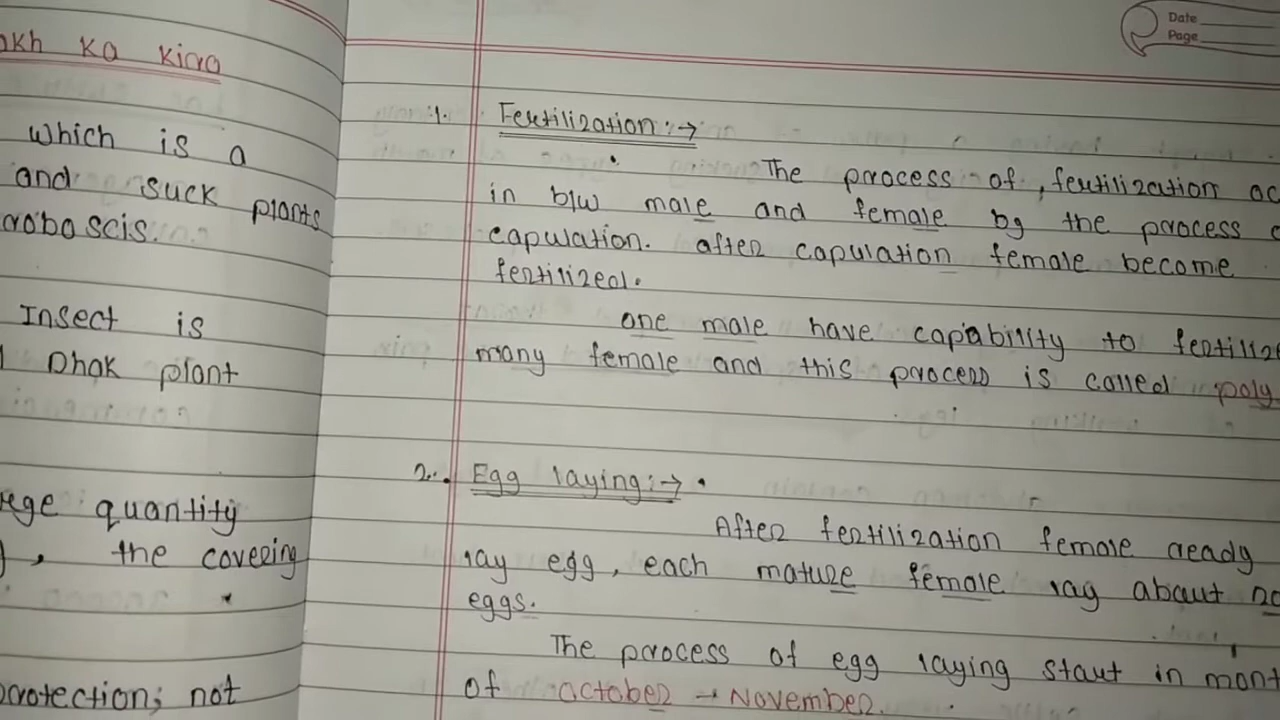 okh ka kira
which is a
and suck plants
roboscis.
Insect is
Dhak plant
rge quantity
, the covering
protection; not
Date
Page
1. Fertilization :→
The process of, fertilization oc
in b/w male and female by the process o
capulation. after capulation female become
fertilized.
one male have capability to fertiliz
many female and this process is called poly
2. Egg laying :→
After fertilization female ready
lay egg, each mature female lay about 20
eggs.
The process of egg laying start in mont
of October → November.